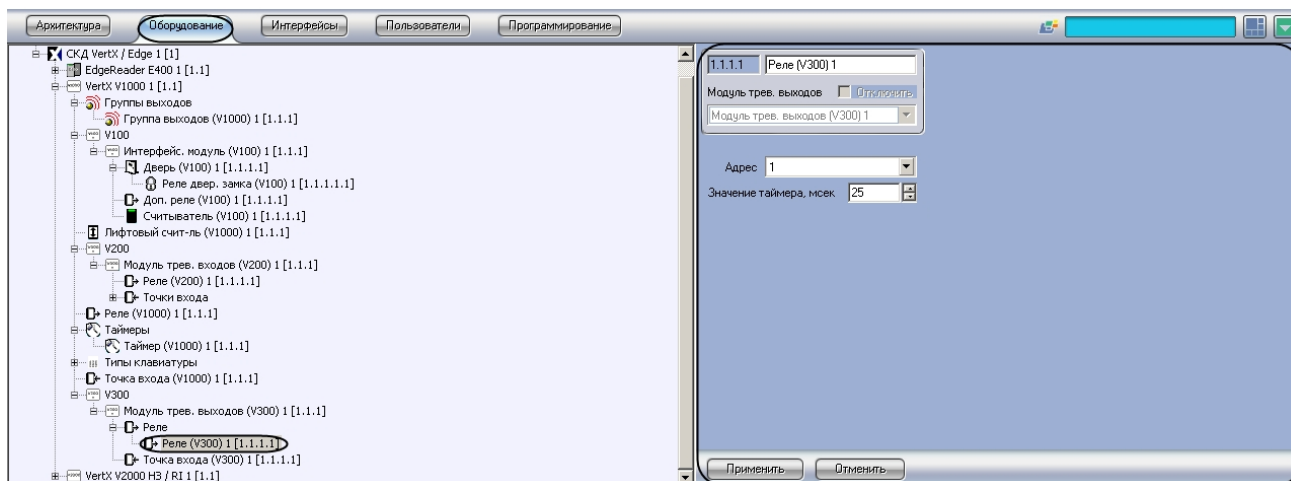 Архитектура Оборудование Интерфейсы Пользователи Программирование
СКД VertX / Edge 1 [1]
EdgeReader E400 1 [1.1]
VertX V1000 1 [1.1]
Группы выходов
Группа выходов (V1000) 1 [1.1.1]
V100
Интерфейс. модуль (V100) 1 [1.1.1]
Дверь (V100) 1 [1.1.1.1]
Реле двер. замка (V100) 1 [1.1.1.1.1]
Доп. реле (V100) 1 [1.1.1.1]
Считыватель (V100) 1 [1.1.1.1]
Лифтовый счит-ль (V1000) 1 [1.1.1]
V200
Модуль трев. входов (V200) 1 [1.1.1]
Реле (V200) 1 [1.1.1.1]
Точки входа
Реле (V1000) 1 [1.1.1]
Таймеры
Таймер (V1000) 1 [1.1.1]
Типы клавиатуры
Точка входа (V1000) 1 [1.1.1]
V300
Модуль трев. выходов (V300) 1 [1.1.1]
Реле
Реле (V300) 1 [1.1.1.1]
Точка входа (V300) 1 [1.1.1.1]
VertX V2000 H3 / RI 1 [1.1]
1.1.1.1 Реле (V300) 1
Модуль трев. выходов Отключить
Модуль трев. выходов (V300) 1
Адрес 1
Значение таймера, мсек 25
Применить Отменить